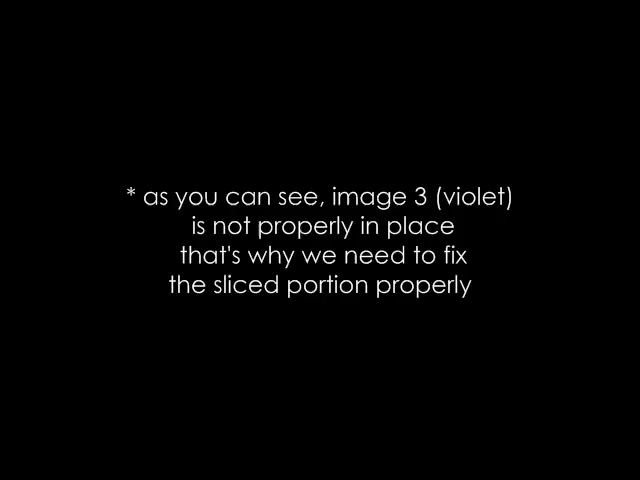 * as you can see, image 3 (violet)
is not properly in place
that's why we need to fix
the sliced portion properly